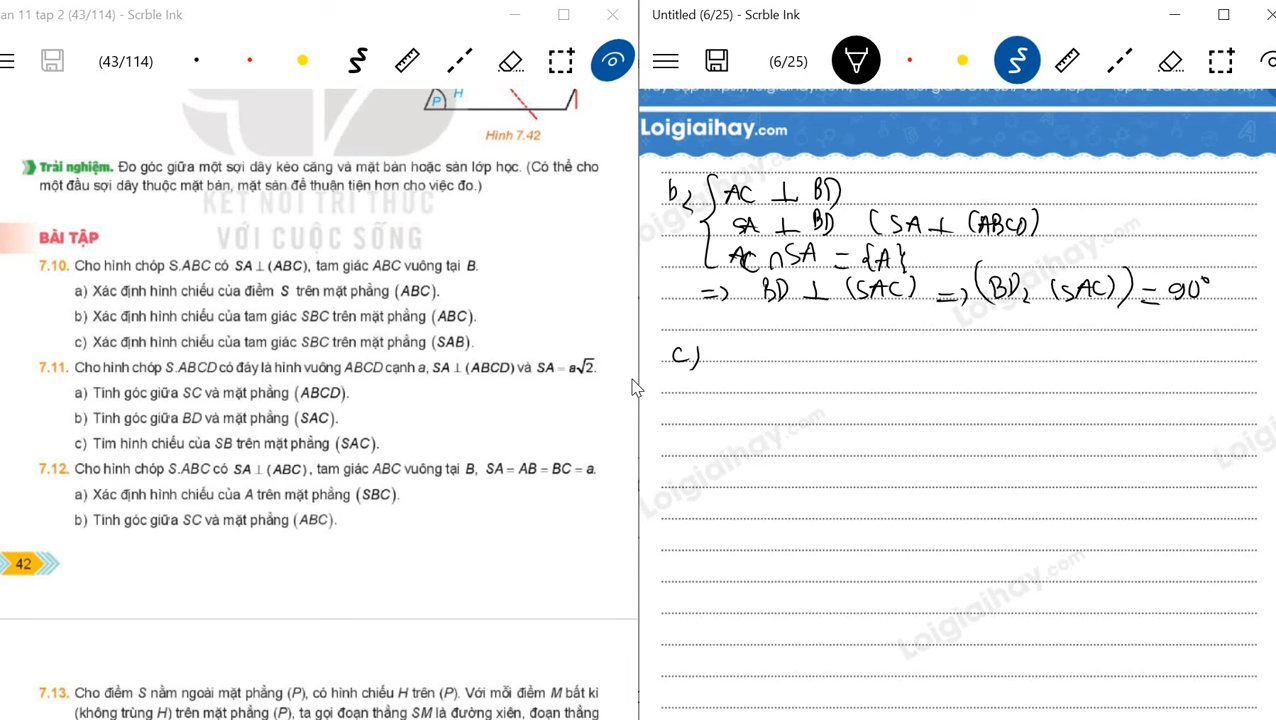 an 11 tap 2 (43/114) - Scrble Ink
(43/114)
P H
Hình 7.42
Trải nghiệm. Đo góc giữa một sợi dây kéo căng và mặt bàn hoặc sàn lớp học. (Có thể cho
một đầu sợi dây thuộc mặt bàn, mặt sàn để thuận tiện hơn cho việc đo.)
KẾT NỐI TRI THỨC
VỚI CUỘC SỐNG
BÀI TẬP
7.10. Cho hình chóp S.ABC có SA ⊥ (ABC), tam giác ABC vuông tại B.
a) Xác định hình chiếu của điểm S trên mặt phẳng (ABC).
b) Xác định hình chiếu của tam giác SBC trên mặt phẳng (ABC).
c) Xác định hình chiếu của tam giác SBC trên mặt phẳng (SAB).
7.11. Cho hình chóp S.ABCD có đáy là hình vuông ABCD cạnh a, SA ⊥ (ABCD) và SA = a√2.
a) Tính góc giữa SC và mặt phẳng (ABCD).
b) Tính góc giữa BD và mặt phẳng (SAC).
c) Tìm hình chiếu của SB trên mặt phẳng (SAC).
7.12. Cho hình chóp S.ABC có SA ⊥ (ABC), tam giác ABC vuông tại B, SA = AB = BC = a.
a) Xác định hình chiếu của A trên mặt phẳng (SBC).
b) Tính góc giữa SC và mặt phẳng (ABC).
42
7.13. Cho điểm S nằm ngoài mặt phẳng (P), có hình chiếu H trên (P). Với mỗi điểm M bất kì
(không trùng H) trên mặt phẳng (P), ta gọi đoạn thẳng SM là đường xiên, đoạn thẳng
Untitled (6/25) - Scrble Ink
(6/25)
Loigiaihay.com
b, { AC ⊥ BD
SA ⊥ BD ( SA ⊥ (ABCD)
AC ∩ SA = {A}
=> BD ⊥ (SAC) => (BD, (SAC)) = 90°
c)
Loigiaihay.com
Loigiaihay.com
Loigiaihay.com